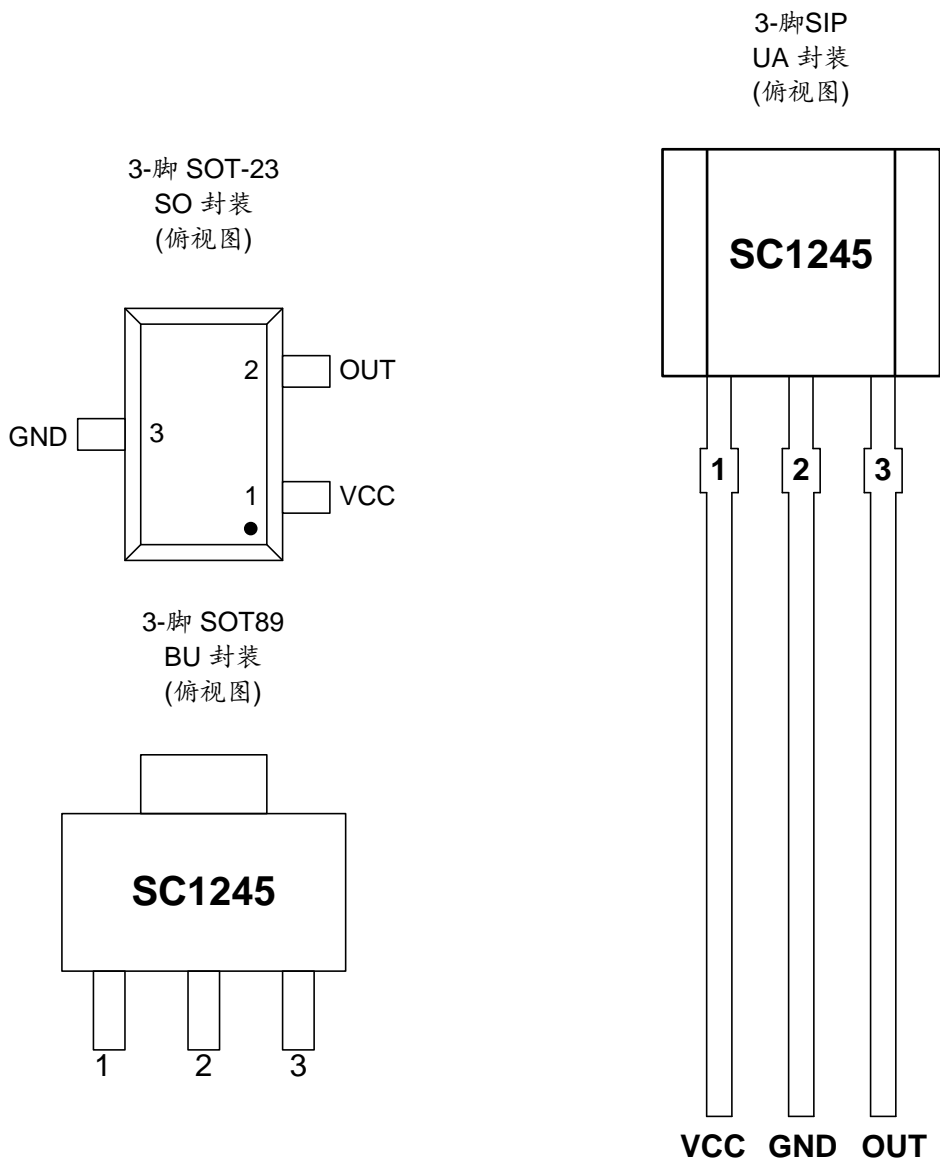 3-脚 SOT-23
SO 封装
(俯视图)
2 OUT
GND 3
1 VCC
3-脚 SOT89
BU 封装
(俯视图)
SC1245
1 2 3
3-脚SIP
UA 封装
(俯视图)
SC1245
1 2 3
VCC GND OUT